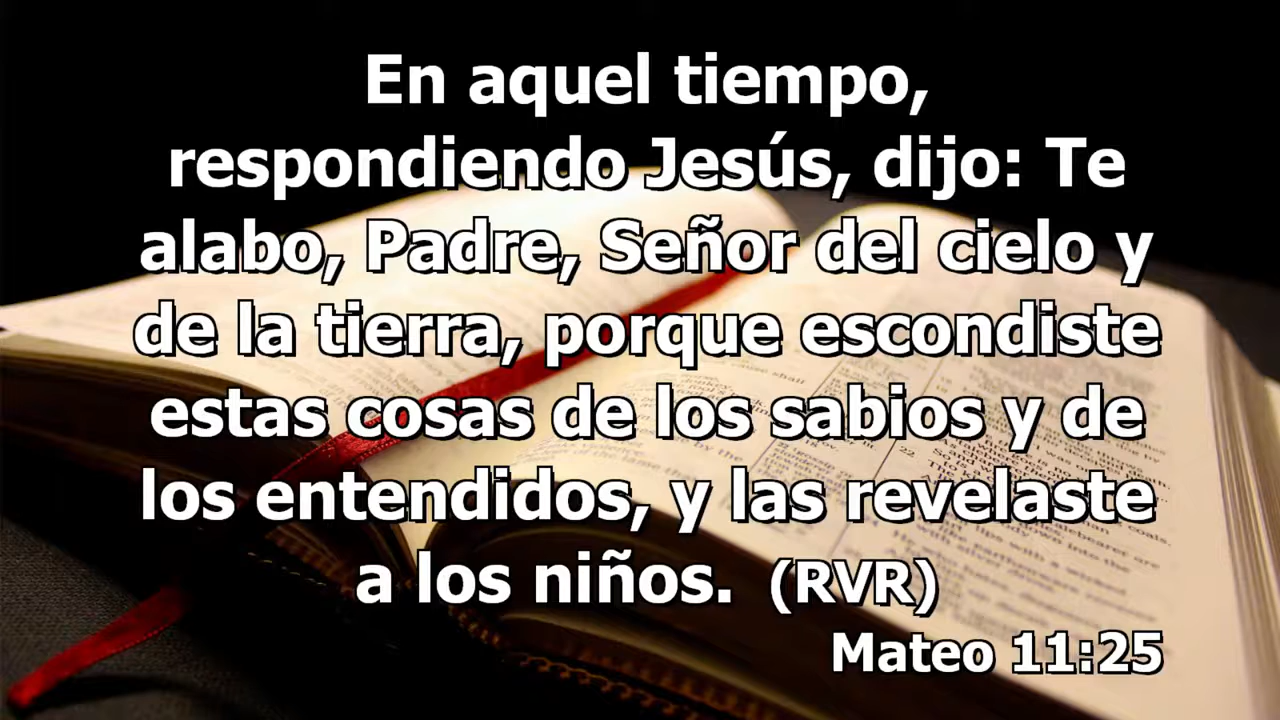 En aquel tiempo,
respondiendo Jesús, dijo: Te
alabo, Padre, Señor del cielo y
de la tierra, porque escondiste
estas cosas de los sabios y de
los entendidos, y las revelaste
a los niños. (RVR)
Mateo 11:25